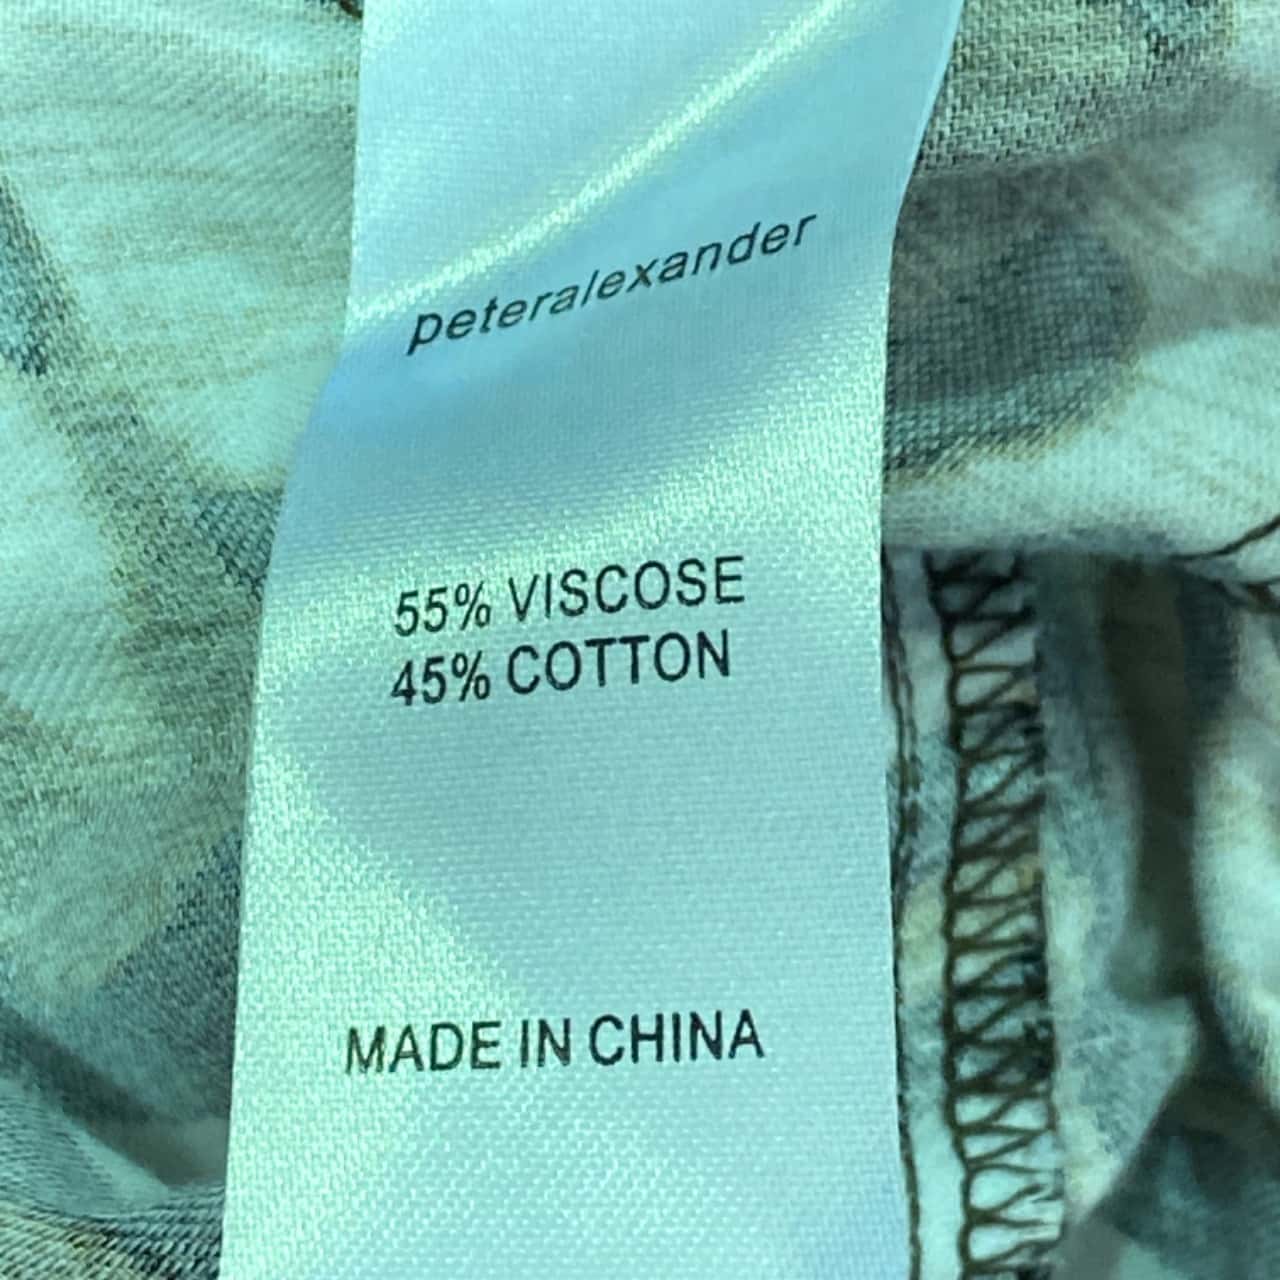 peteralexander
55% VISCOSE
45% COTTON
MADE IN CHINA